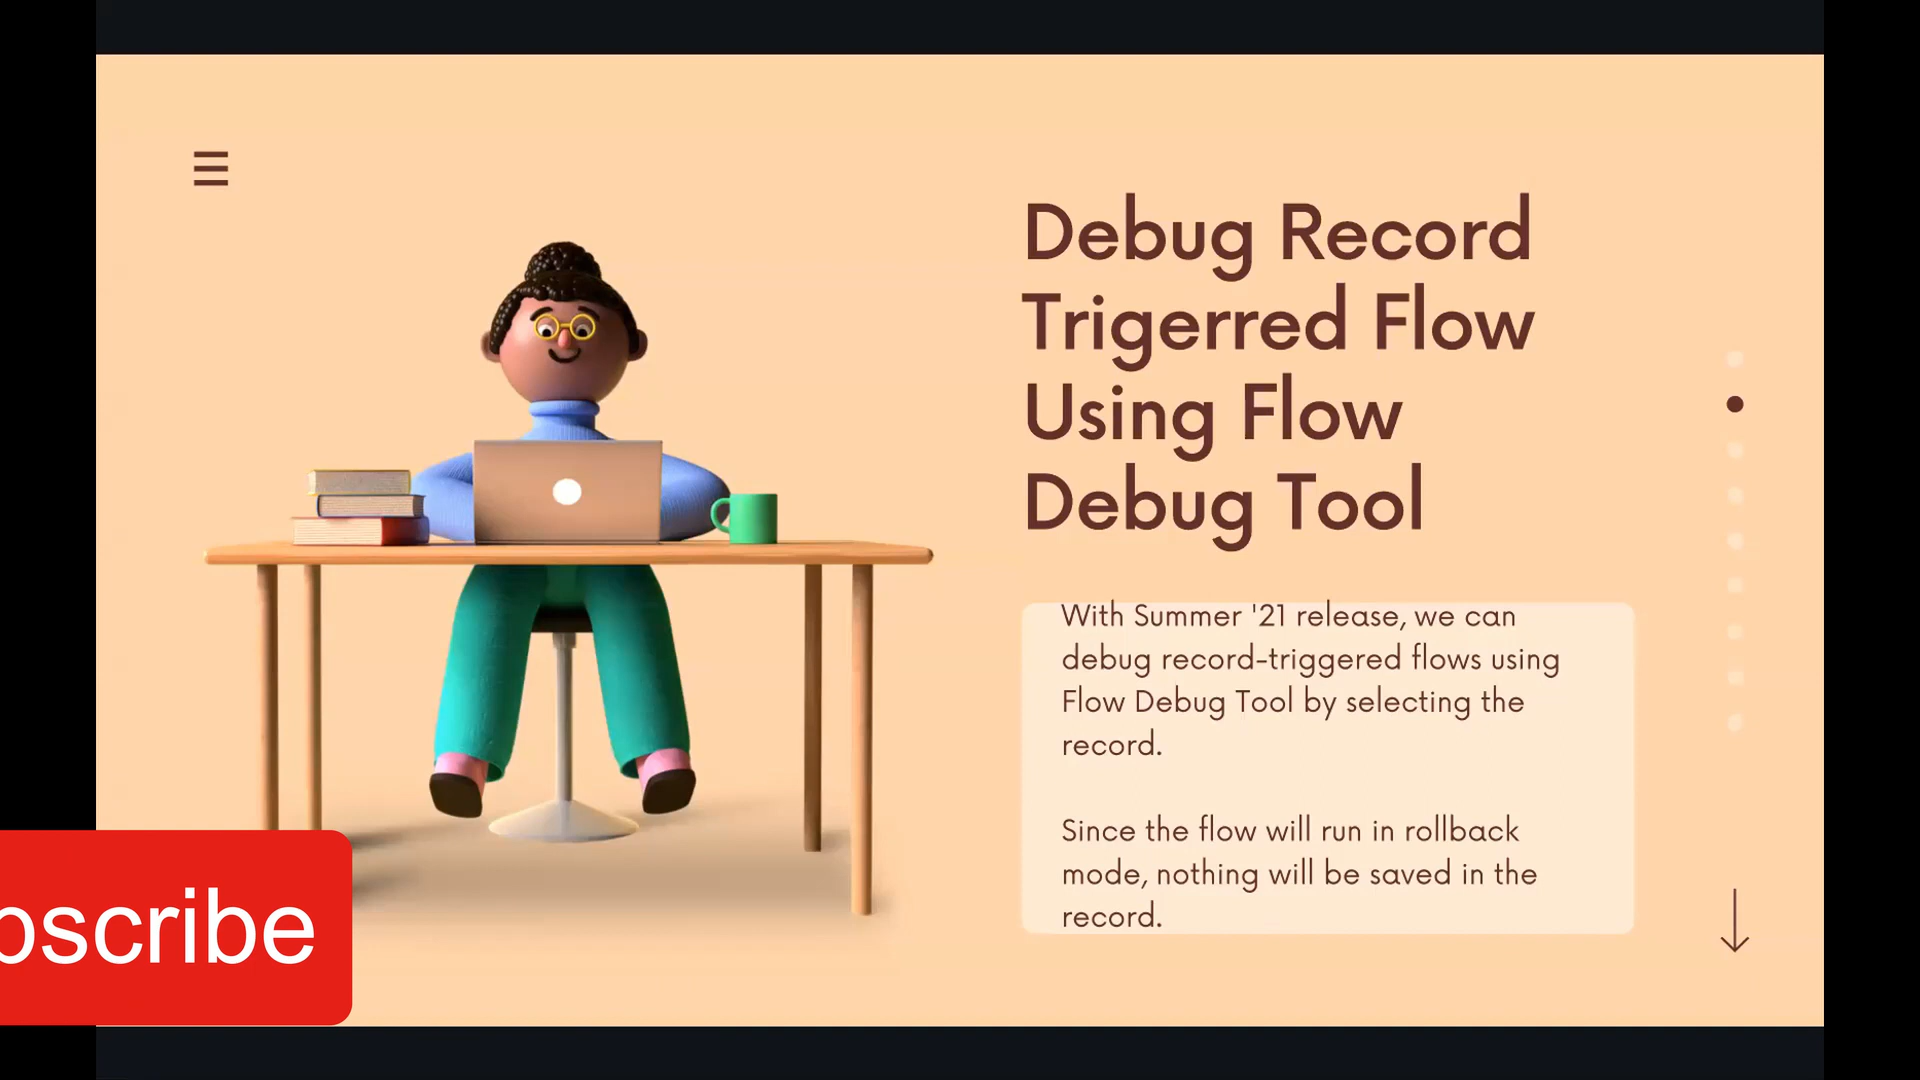 Debug Record
Trigerred Flow
Using Flow
Debug Tool
With Summer '21 release, we can
debug record-triggered flows using
Flow Debug Tool by selecting the
record.
Since the flow will run in rollback
mode, nothing will be saved in the
record.
bscribe